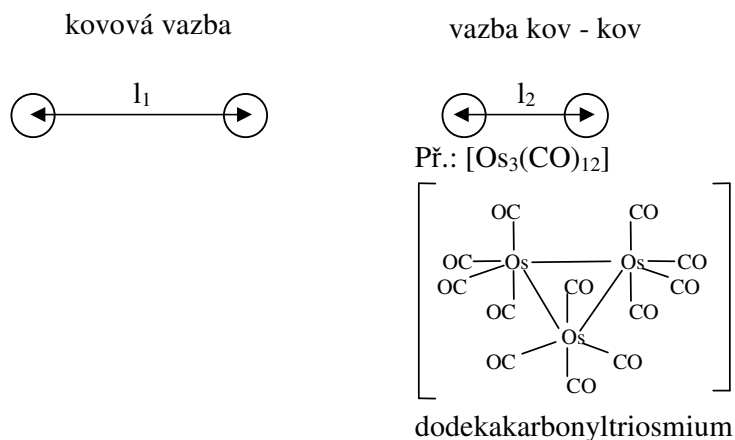 kovová vazba
vazba kov - kov
l₁
l₂
Př.: [Os₃(CO)₁₂]
OC
CO
OC
Os
Os
CO
OC
CO
CO
OC
CO
Os
OC
CO
CO
dodekakarbonyltriosmium